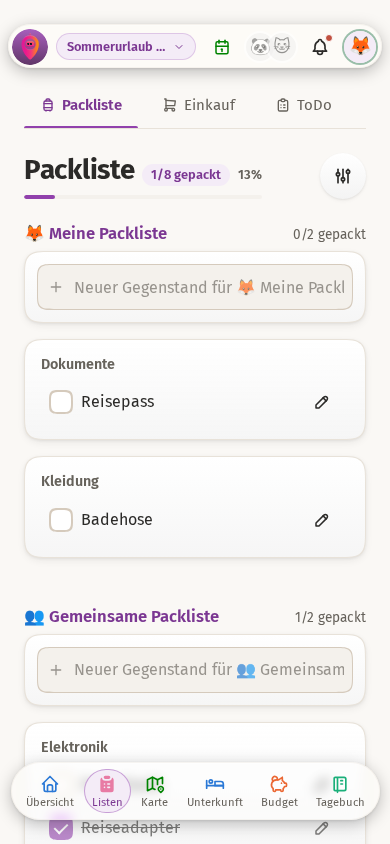 Sommerurlaub ...
Packliste
Einkauf
ToDo
Packliste
1/8 gepackt
13%
🦊 Meine Packliste
0/2 gepackt
Neuer Gegenstand für 🦊 Meine Packl
Dokumente
Reisepass
Kleidung
Badehose
👥 Gemeinsame Packliste
1/2 gepackt
Neuer Gegenstand für 👥 Gemeinsam
Elektronik
Übersicht
Listen
Karte
Unterkunft
Budget
Tagebuch
Reiseadapter